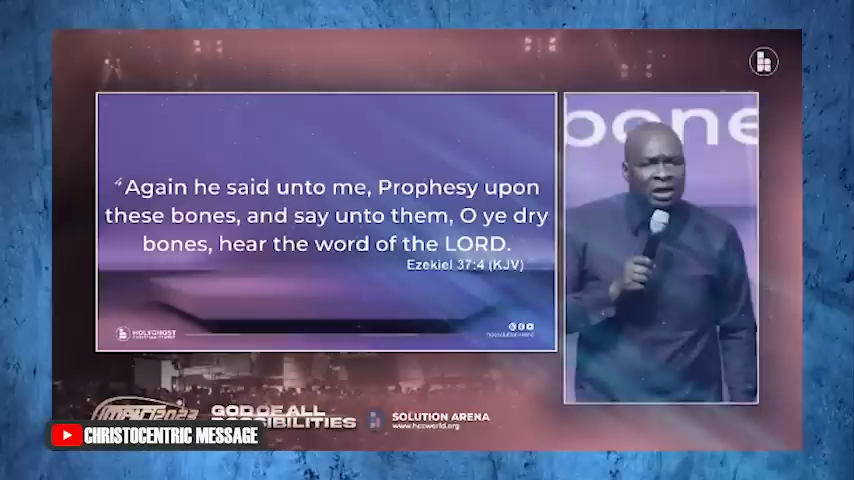 bone
⁴Again he said unto me, Prophesy upon
these bones, and say unto them, O ye dry
bones, hear the word of the LORD.
Ezekiel 37:4 (KJV)
HOLYGHOST
IMPACT2023
GOD OF ALL
POSSIBILITIES
SOLUTION ARENA
www.hccworld.org
CHRISTOCENTRIC MESSAGE